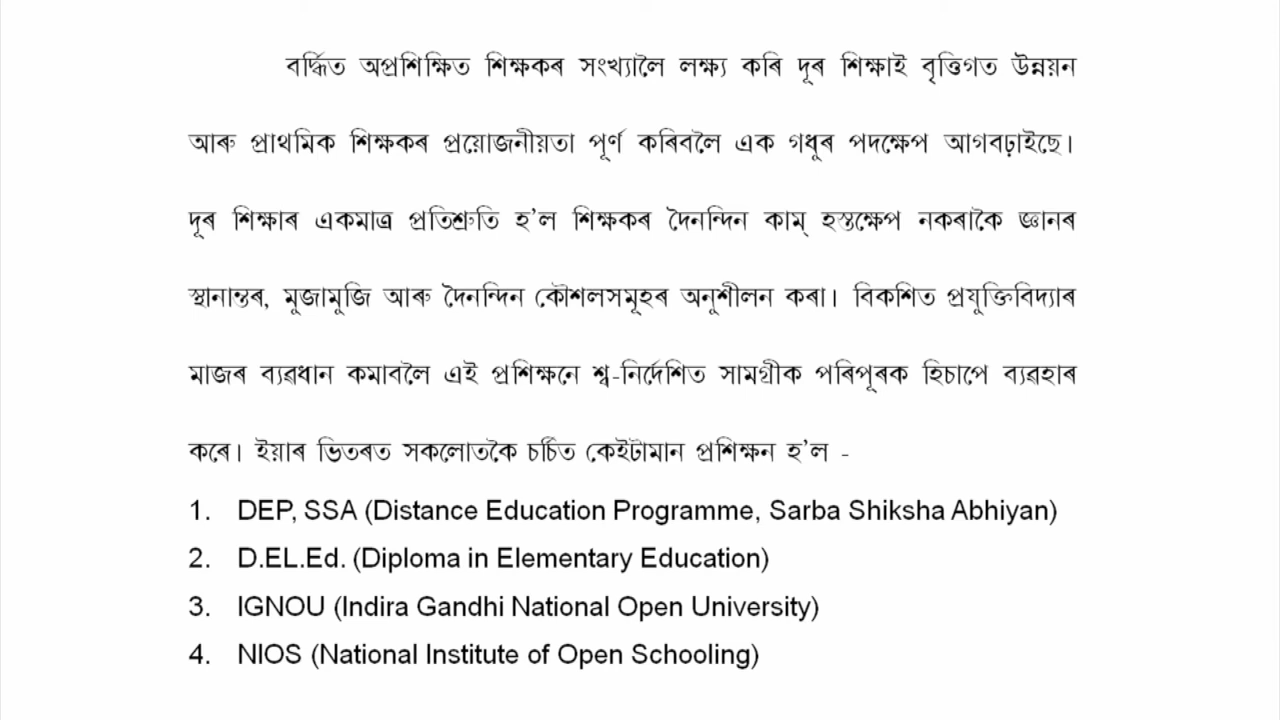 বৰ্দ্ধিত অপ্ৰশিক্ষিত শিক্ষকৰ সংখ্যালৈ লক্ষ্য কৰি দূৰ শিক্ষাই বৃত্তিগত উন্নয়ন
আৰু প্ৰাথমিক শিক্ষকৰ প্ৰয়োজনীয়তা পূৰ্ণ কৰিবলৈ এক গধুৰ পদক্ষেপ আগবঢ়াইছে।
দূৰ শিক্ষাৰ একমাত্ৰ প্ৰতিশ্ৰুতি হ’ল শিক্ষকৰ দৈনন্দিন কাম্ হস্তক্ষেপ নকৰাকৈ জ্ঞানৰ
স্থানান্তৰ, মুজামুজি আৰু দৈনন্দিন কৌশলসমূহৰ অনুশীলন কৰা। বিকশিত প্ৰযুক্তিবিদ্যাৰ
মাজৰ ব্যৱধান কমাবলৈ এই প্ৰশিক্ষনে শ্ব-নিৰ্দেশিত সামগ্ৰীক পৰিপূৰক হিচাপে ব্যৱহাৰ
কৰে। ইয়াৰ ভিতৰত সকলোতকৈ চৰ্চিত কেইটামান প্ৰশিক্ষন হ’ল -
1. DEP, SSA (Distance Education Programme, Sarba Shiksha Abhiyan)
2. D.EL.Ed. (Diploma in Elementary Education)
3. IGNOU (Indira Gandhi National Open University)
4. NIOS (National Institute of Open Schooling)